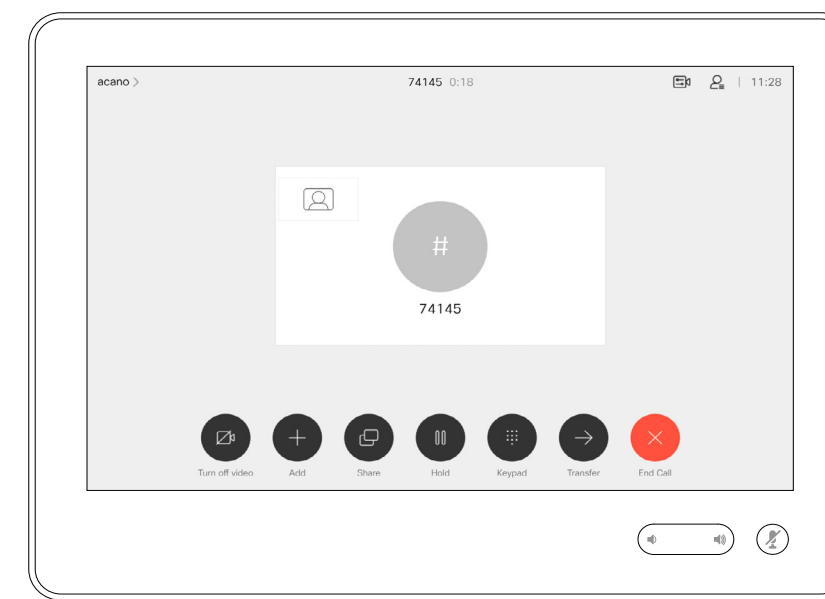 acano >
74145 0:18
11:28
#
74145
Turn off video
Add
Share
Hold
Keypad
Transfer
End Call